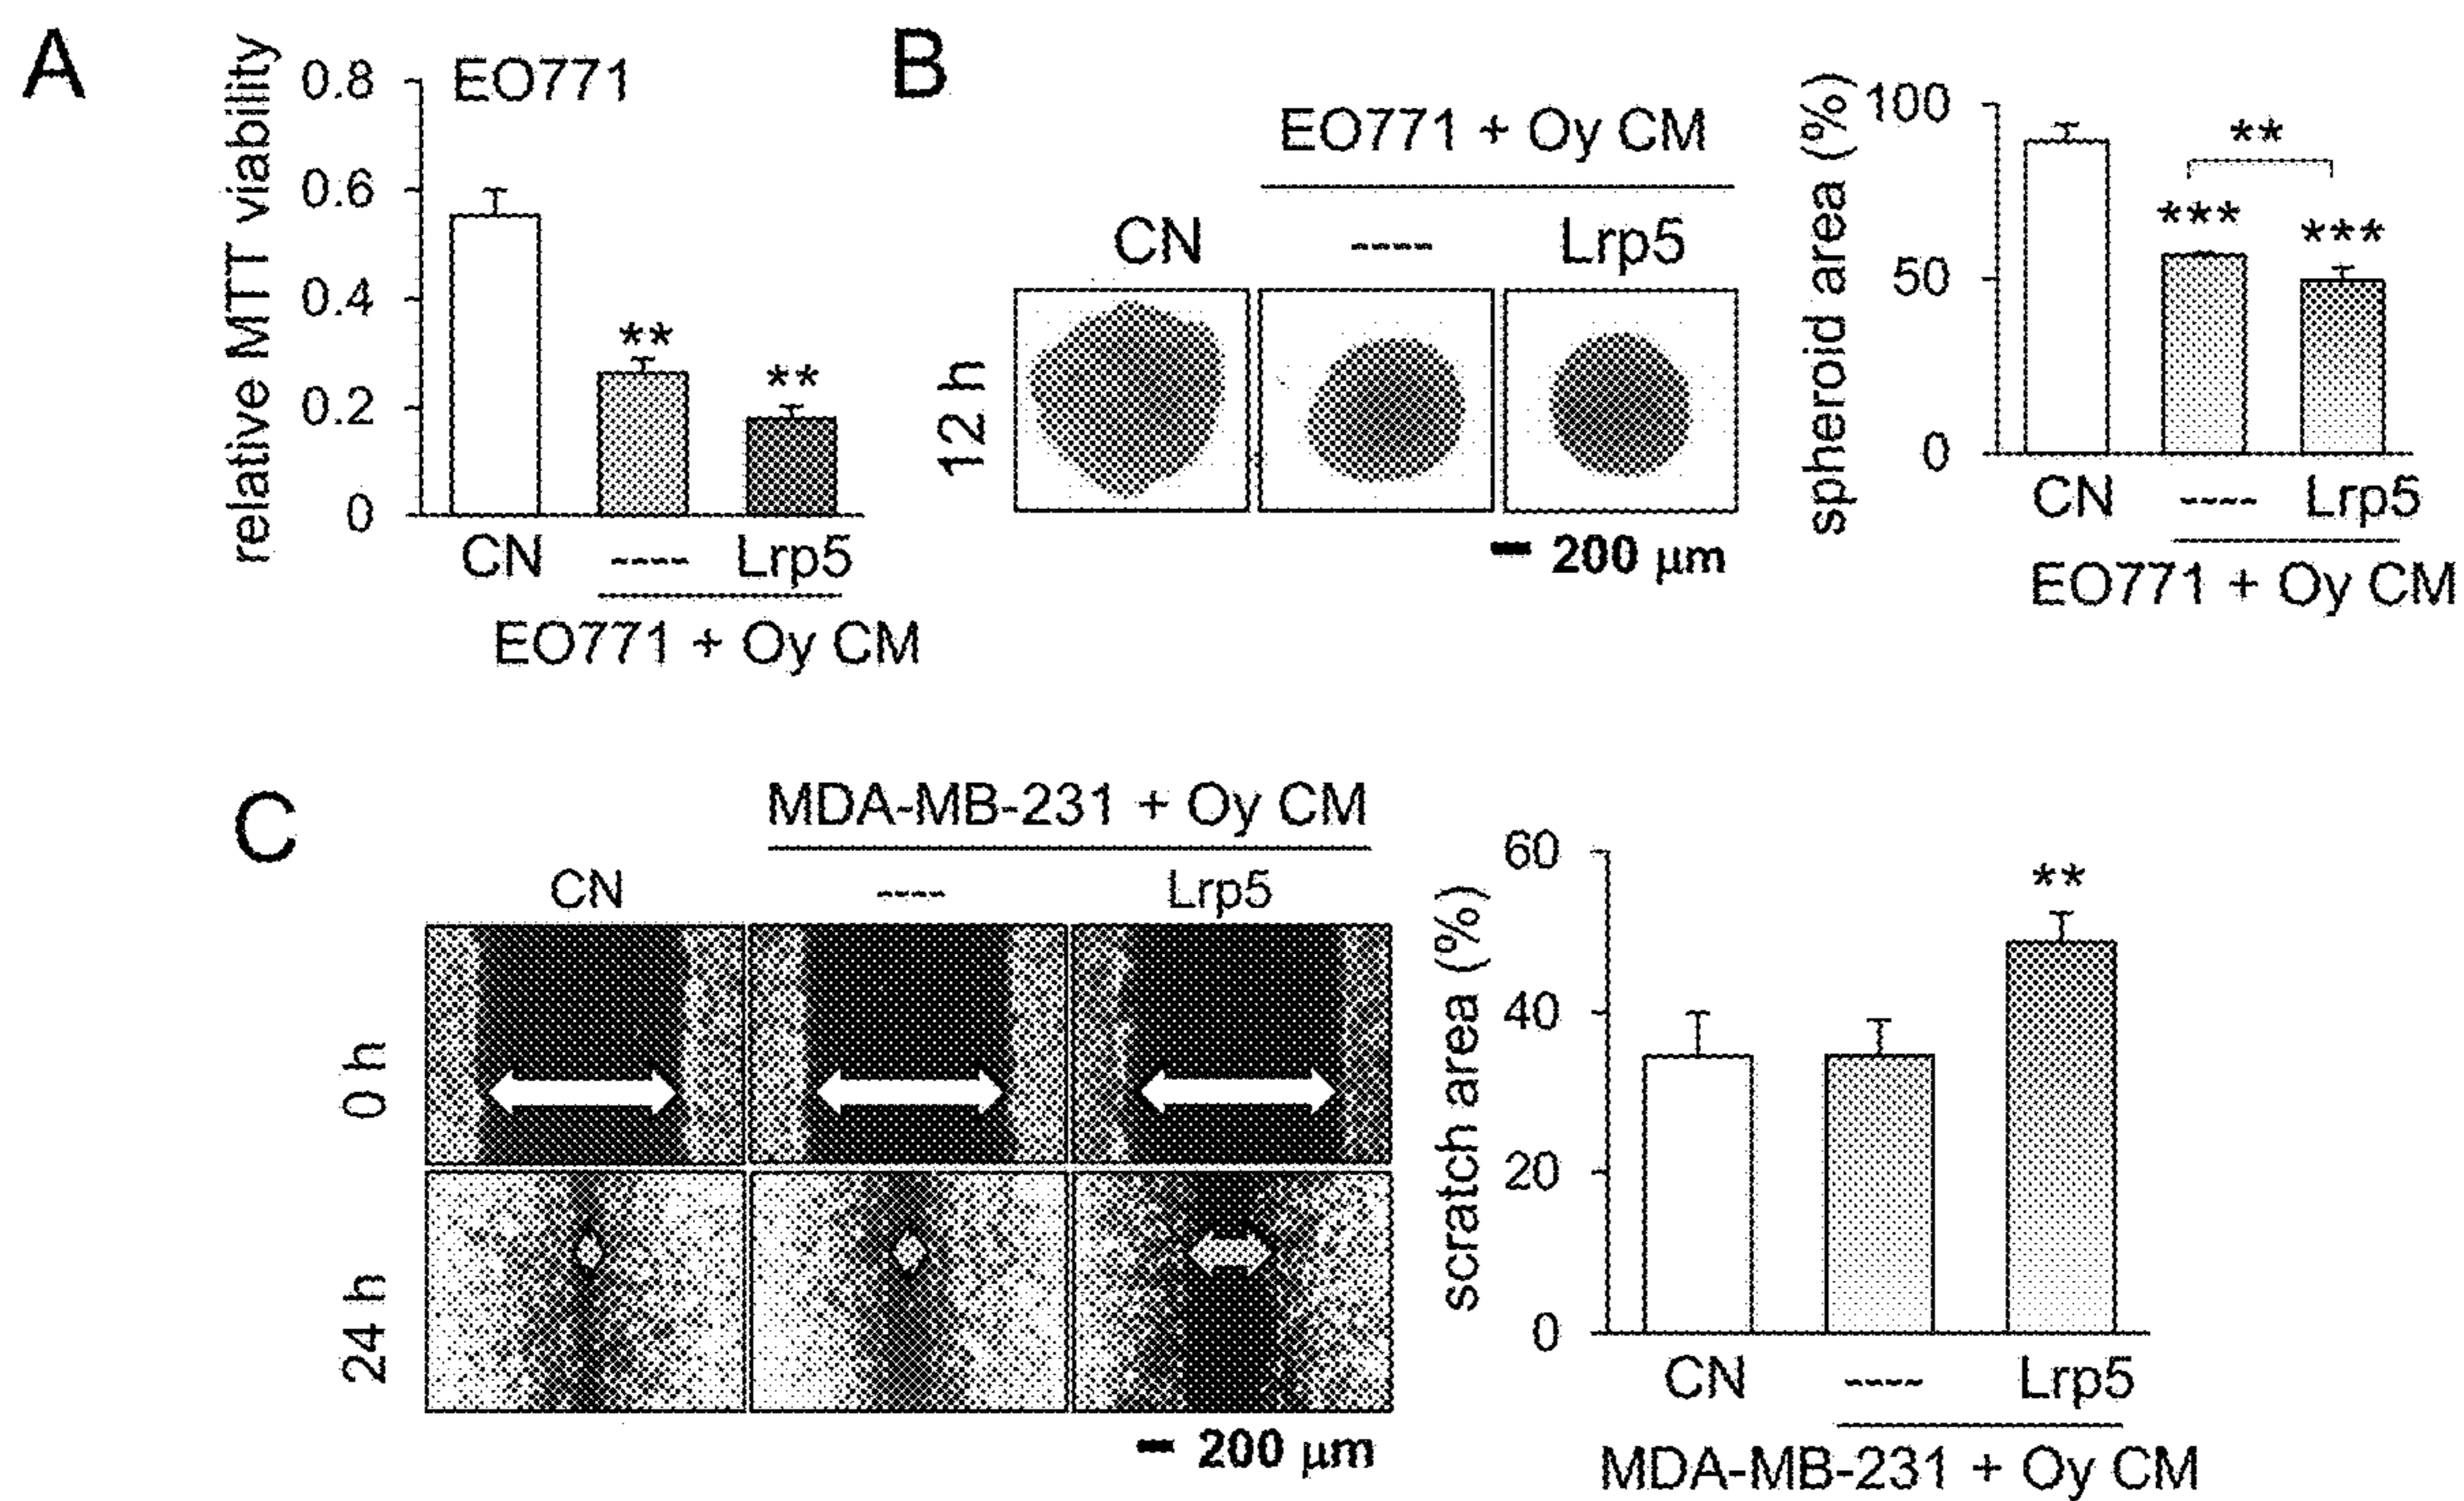 A
relative MTT viability
0.8
0.6
0.4
0.2
0
EO771
**
**
CN
----
Lrp5
EO771 + Oy CM
B
EO771 + Oy CM
CN
----
Lrp5
12 h
200 μm
spheroid area (%)
100
50
0
**
***
***
CN
----
Lrp5
EO771 + Oy CM
C
MDA-MB-231 + Oy CM
CN
----
Lrp5
0 h
24 h
200 μm
scratch area (%)
60
40
20
0
**
CN
----
Lrp5
MDA-MB-231 + Oy CM